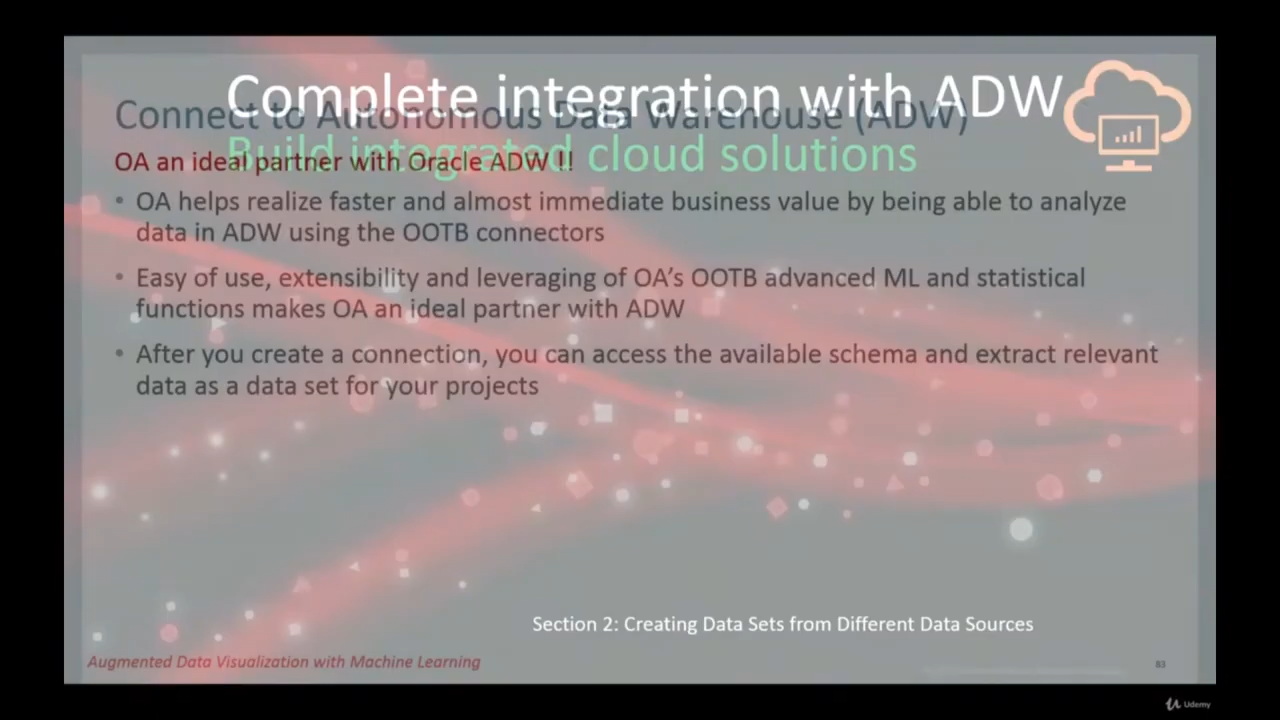 Complete integration with ADW
Connect to Autonomous Data Warehouse (ADW)
Build integrated cloud solutions
OA an ideal partner with Oracle ADW !!
• OA helps realize faster and almost immediate business value by being able to analyze
data in ADW using the OOTB connectors
• Easy of use, extensibility and leveraging of OA's OOTB advanced ML and statistical
functions makes OA an ideal partner with ADW
• After you create a connection, you can access the available schema and extract relevant
data as a data set for your projects
Section 2: Creating Data Sets from Different Data Sources
Augmented Data Visualization with Machine Learning
83
Udemy